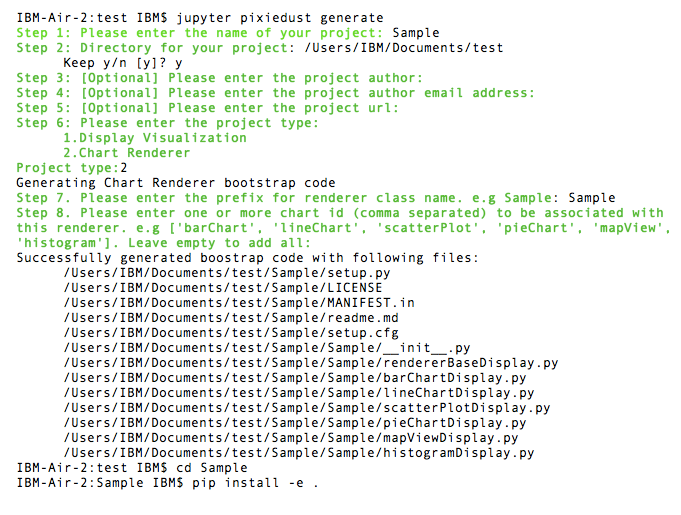 IBM-Air-2:test IBM$ jupyter pixiedust generate
Step 1: Please enter the name of your project: Sample
Step 2: Directory for your project: /Users/IBM/Documents/test
Keep y/n [y]? y
Step 3: [Optional] Please enter the project author:
Step 4: [Optional] Please enter the project author email address:
Step 5: [Optional] Please enter the project url:
Step 6: Please enter the project type:
1.Display Visualization
2.Chart Renderer
Project type:2
Generating Chart Renderer bootstrap code
Step 7. Please enter the prefix for renderer class name. e.g Sample: Sample
Step 8. Please enter one or more chart id (comma separated) to be associated with
this renderer. e.g ['barChart', 'lineChart', 'scatterPlot', 'pieChart', 'mapView',
'histogram']. Leave empty to add all:
Successfully generated boostrap code with following files:
/Users/IBM/Documents/test/Sample/setup.py
/Users/IBM/Documents/test/Sample/LICENSE
/Users/IBM/Documents/test/Sample/MANIFEST.in
/Users/IBM/Documents/test/Sample/readme.md
/Users/IBM/Documents/test/Sample/setup.cfg
/Users/IBM/Documents/test/Sample/Sample/__init__.py
/Users/IBM/Documents/test/Sample/Sample/rendererBaseDisplay.py
/Users/IBM/Documents/test/Sample/Sample/barChartDisplay.py
/Users/IBM/Documents/test/Sample/Sample/lineChartDisplay.py
/Users/IBM/Documents/test/Sample/Sample/scatterPlotDisplay.py
/Users/IBM/Documents/test/Sample/Sample/pieChartDisplay.py
/Users/IBM/Documents/test/Sample/Sample/mapViewDisplay.py
/Users/IBM/Documents/test/Sample/Sample/histogramDisplay.py
IBM-Air-2:test IBM$ cd Sample
IBM-Air-2:Sample IBM$ pip install -e .